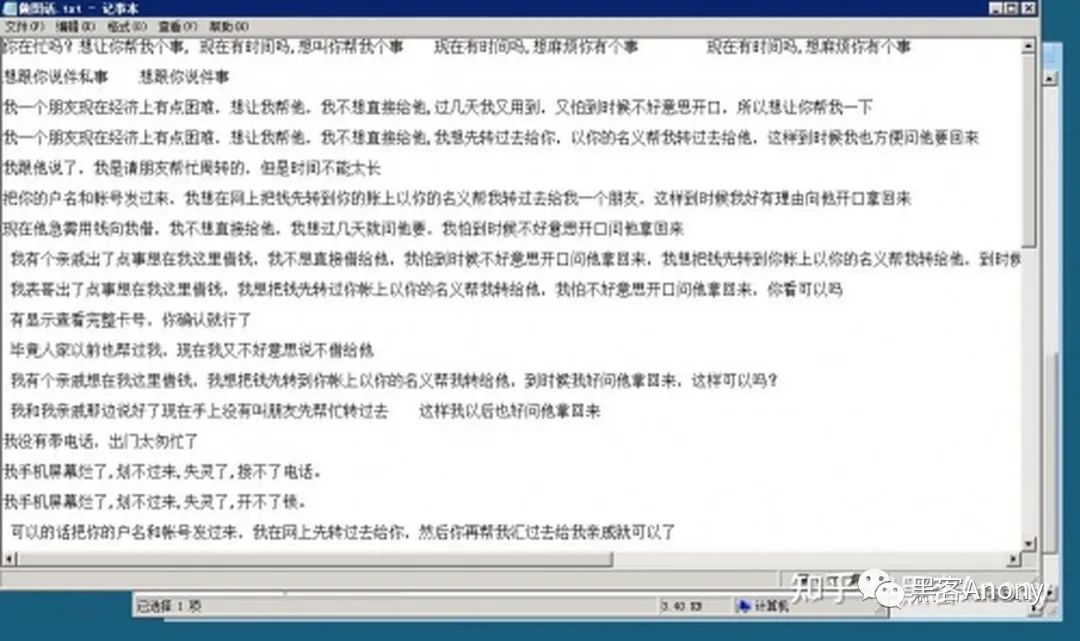 做图话.txt - 记事本
文件(F) 编辑(E) 格式(O) 查看(V) 帮助(H)
你在忙吗？想让你帮我个事, 现在有时间吗,想叫你帮我个事 现在有时间吗,想麻烦你有个事 现在有时间吗,想麻烦你有个事
想跟你说件私事 想跟你说件事
我一个朋友现在经济上有点困难. 想让我帮他. 我不想直接给他,过几天我又用到. 又怕到时候不好意思开口. 所以想让你帮我一下
我一个朋友现在经济上有点困难. 想让我帮他. 我不想直接给他,我想先转过去给你. 以你的名义帮我转过去给他. 这样到时候我也方便问他要回来
我跟他说了. 我是请朋友帮忙周转的. 但是时间不能太长
把你的户名和帐号发过来. 我想在网上把钱先转到你的账上以你的名义帮我转过去给我一个朋友. 这样到时候我好有理由向他开口拿回来
现在他急需用钱向我借. 我不想直接给他. 我想过几天就问他要. 我怕到时候不好意思开口问他拿回来
我有个亲戚出了点事想在我这里借钱. 我不想直接借给他. 我怕到时候不好意思开口问他拿回来. 我想把钱先转到你帐上以你的名义帮我转给他. 到时候
我表哥出了点事想在我这里借钱. 我想把钱先转过你帐上以你的名义帮我转给他. 我怕不好意思开口问他拿回来. 你看可以吗
有显示查看完整卡号. 你确认就行了
毕竟人家以前也帮过我. 现在我又不好意思说不借给他
我有个亲戚想在我这里借钱. 我想把钱先转到你帐上以你的名义帮我转给他. 到时候我好问他拿回来. 这样可以吗？
我和我亲戚那边说好了现在手上没有叫朋友先帮忙转过去 这样我以后也好问他拿回来
我没有带电话. 出门太匆忙了
我手机屏幕烂了,划不过来,失灵了,接不了电话。
我手机屏幕烂了,划不过来,失灵了,开不了锁。
可以的话把你的户名和帐号发过来. 我在网上先转过去给你. 然后你再帮我汇过去给我亲戚就可以了
知乎 黑客Anony
已选择 1 项 3.40 KB 计算机